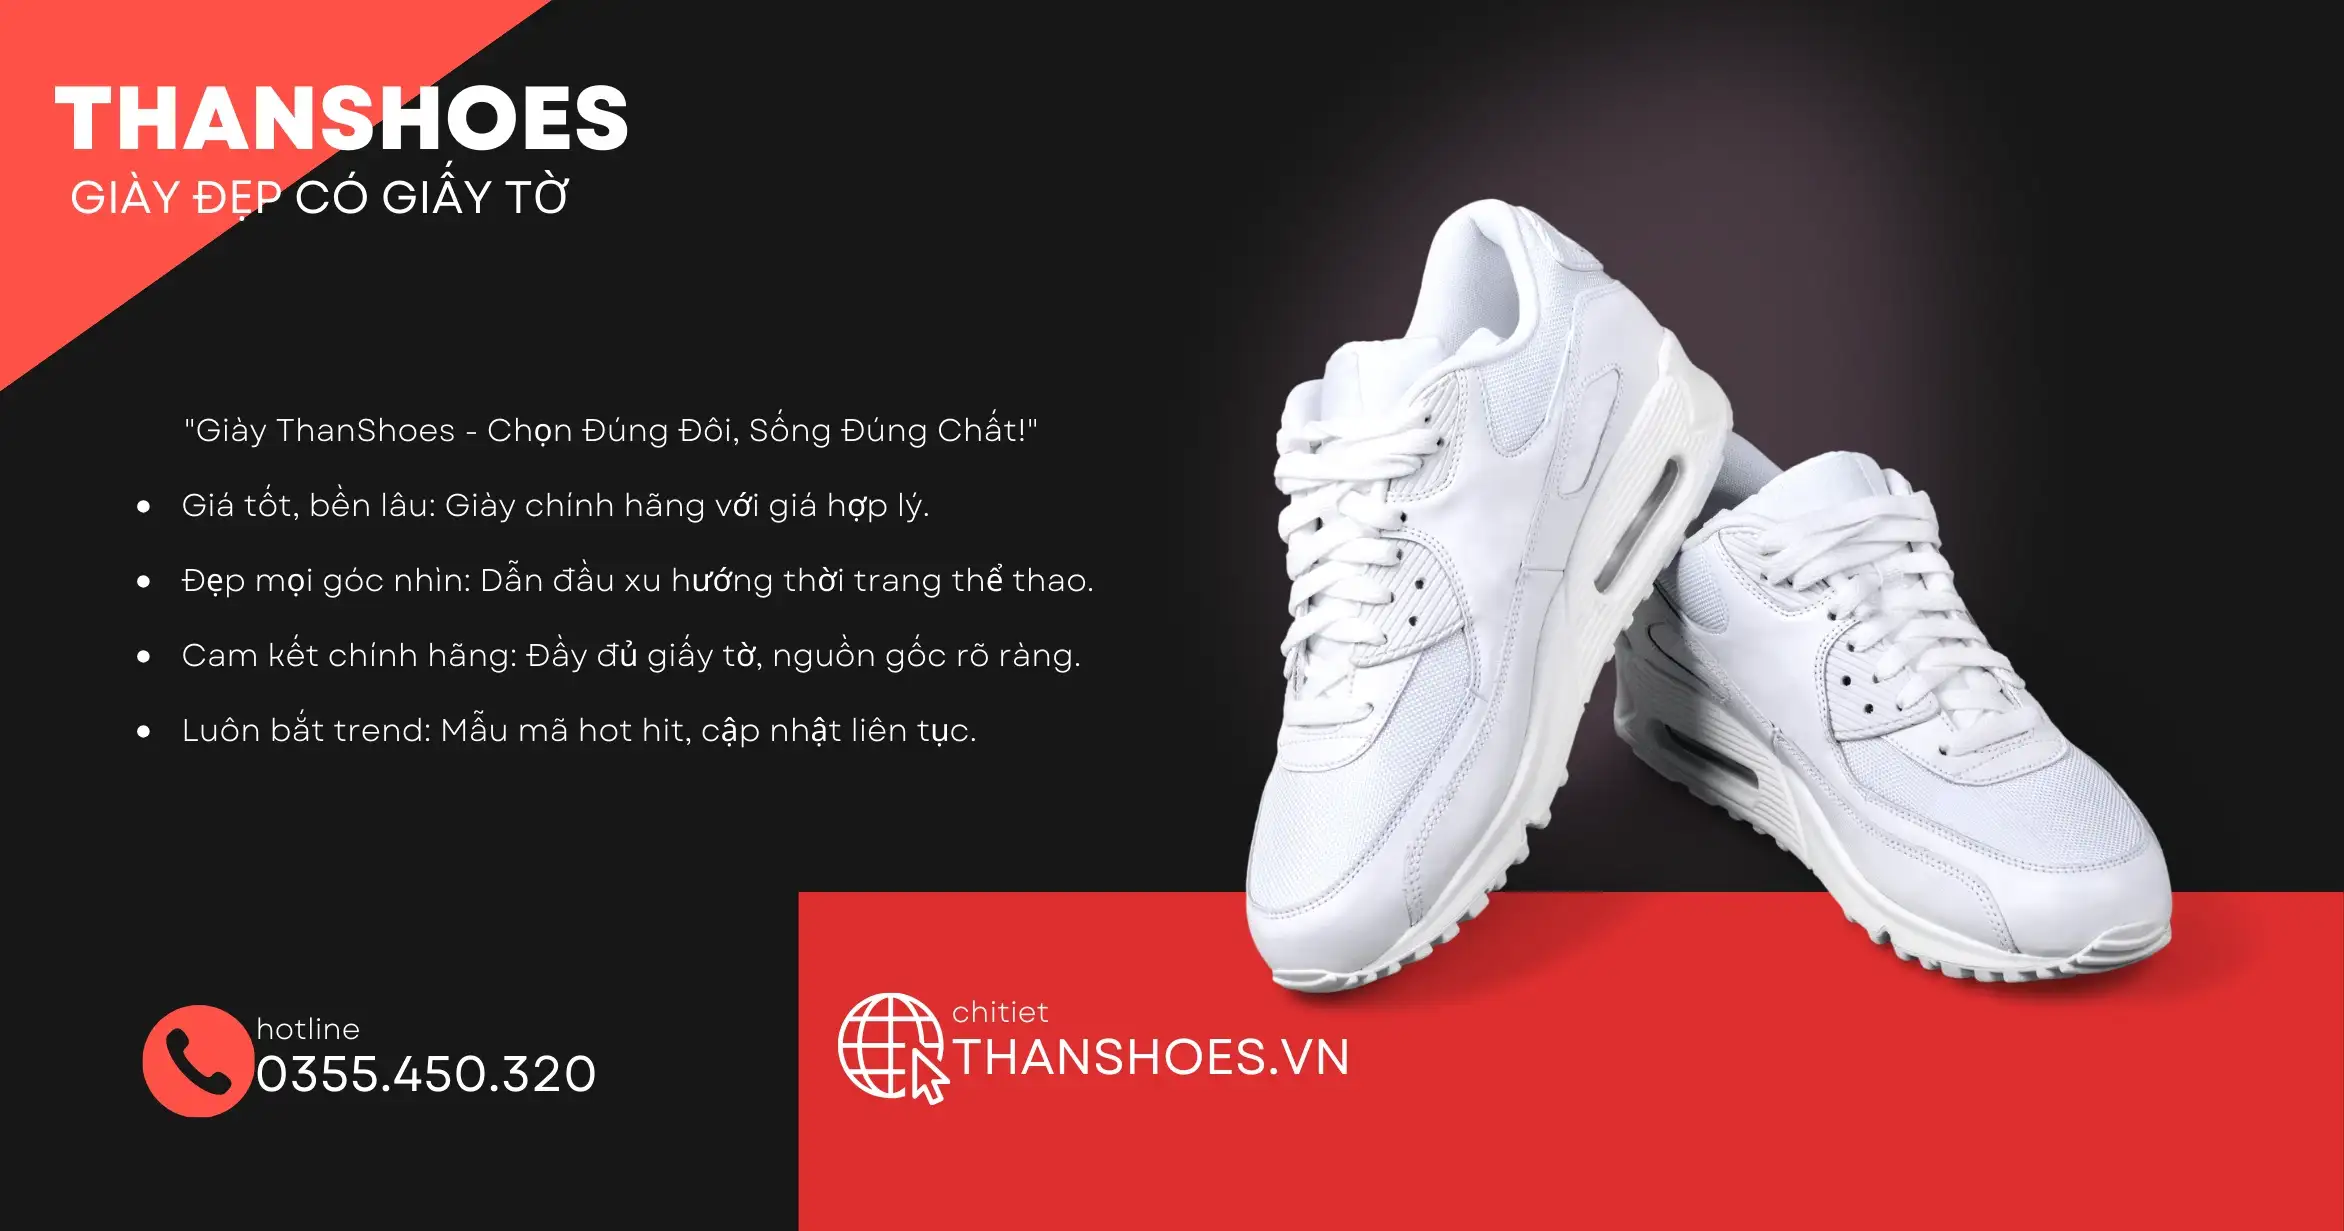 THANSHOES
GIÀY ĐẸP CÓ GIẤY TỜ
"Giày ThanShoes - Chọn Đúng Đôi, Sống Đúng Chất!"
• Giá tốt, bền lâu: Giày chính hãng với giá hợp lý.
• Đẹp mọi góc nhìn: Dẫn đầu xu hướng thời trang thể thao.
• Cam kết chính hãng: Đầy đủ giấy tờ, nguồn gốc rõ ràng.
• Luôn bắt trend: Mẫu mã hot hit, cập nhật liên tục.
hotline
0355.450.320
chitiet
THANSHOES.VN